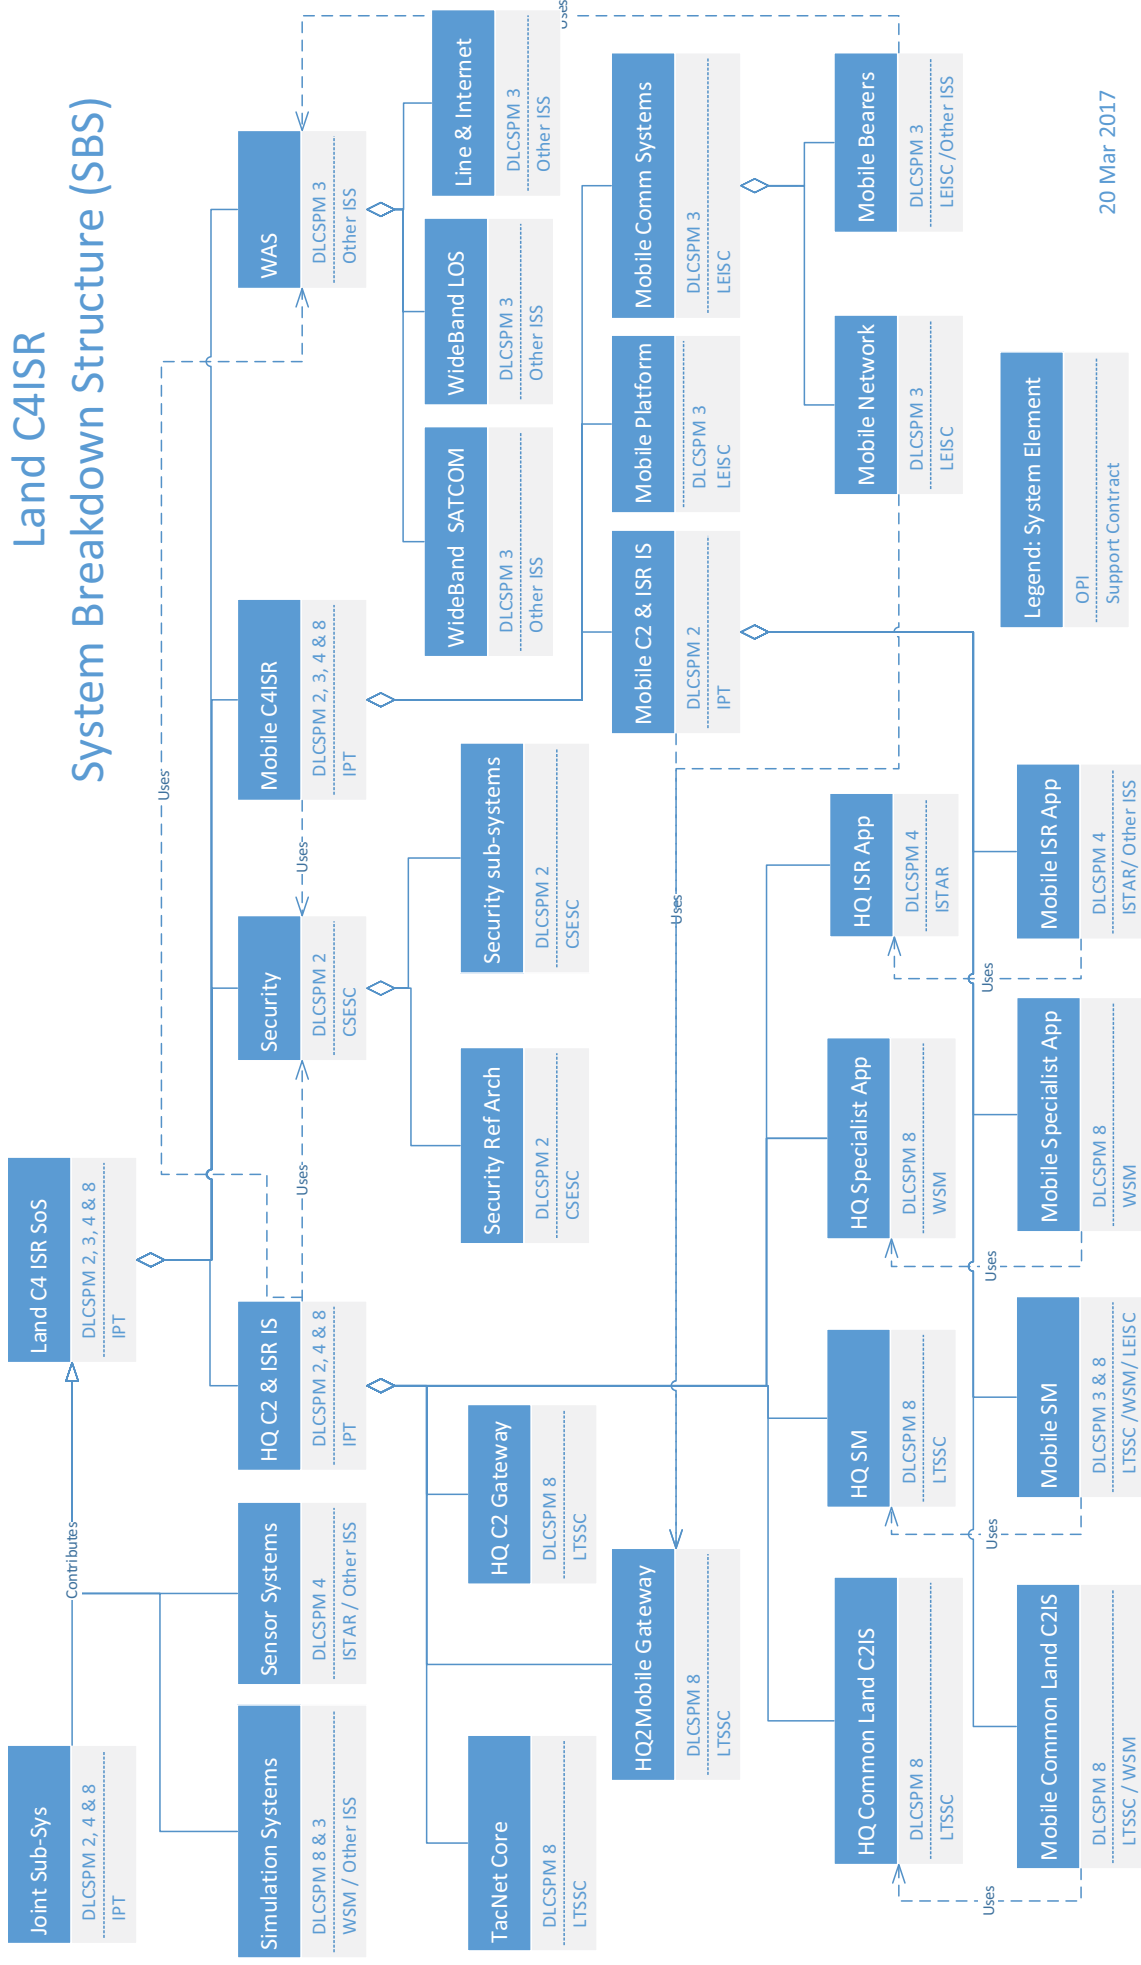 Land C4ISR
System Breakdown Structure (SBS)
Joint Sub-Sys
DLCSPM 2, 4 & 8
IPT
Contributes
Land C4 ISR SoS
DLCSPM 2, 3, 4 & 8
IPT
Simulation Systems
DLCSPM 8 & 3
WSM / Other ISS
Sensor Systems
DLCSPM 4
ISTAR / Other ISS
HQ C2 & ISR IS
DLCSPM 2, 4 & 8
IPT
Uses
Security
DLCSPM 2
CSESC
Uses
Mobile C4ISR
DLCSPM 2, 3, 4 & 8
IPT
Uses
WAS
DLCSPM 3
Other ISS
Uses
TacNet Core
DLCSPM 8
LTSSC
HQ C2 Gateway
DLCSPM 8
LTSSC
Security Ref Arch
DLCSPM 2
CSESC
Security sub-systems
DLCSPM 2
CSESC
WideBand SATCOM
DLCSPM 3
Other ISS
WideBand LOS
DLCSPM 3
Other ISS
Line & Internet
DLCSPM 3
Other ISS
HQ2Mobile Gateway
DLCSPM 8
LTSSC
Uses
Mobile C2 & ISR IS
DLCSPM 2
IPT
Mobile Platform
DLCSPM 3
LEISC
Mobile Comm Systems
DLCSPM 3
LEISC
HQ Common Land C2IS
DLCSPM 8
LTSSC
HQ SM
DLCSPM 8
LTSSC
HQ Specialist App
DLCSPM 8
WSM
HQ ISR App
DLCSPM 4
ISTAR
Mobile Network
DLCSPM 3
LEISC
Mobile Bearers
DLCSPM 3
LEISC /Other ISS
Uses
Uses
Uses
Uses
Mobile Common Land C2IS
DLCSPM 8
LTSSC / WSM
Mobile SM
DLCSPM 3 & 8
LTSSC /WSM/ LEISC
Mobile Specialist App
DLCSPM 8
WSM
Mobile ISR App
DLCSPM 4
ISTAR/ Other ISS
Legend: System Element
OPI
Support Contract
20 Mar 2017